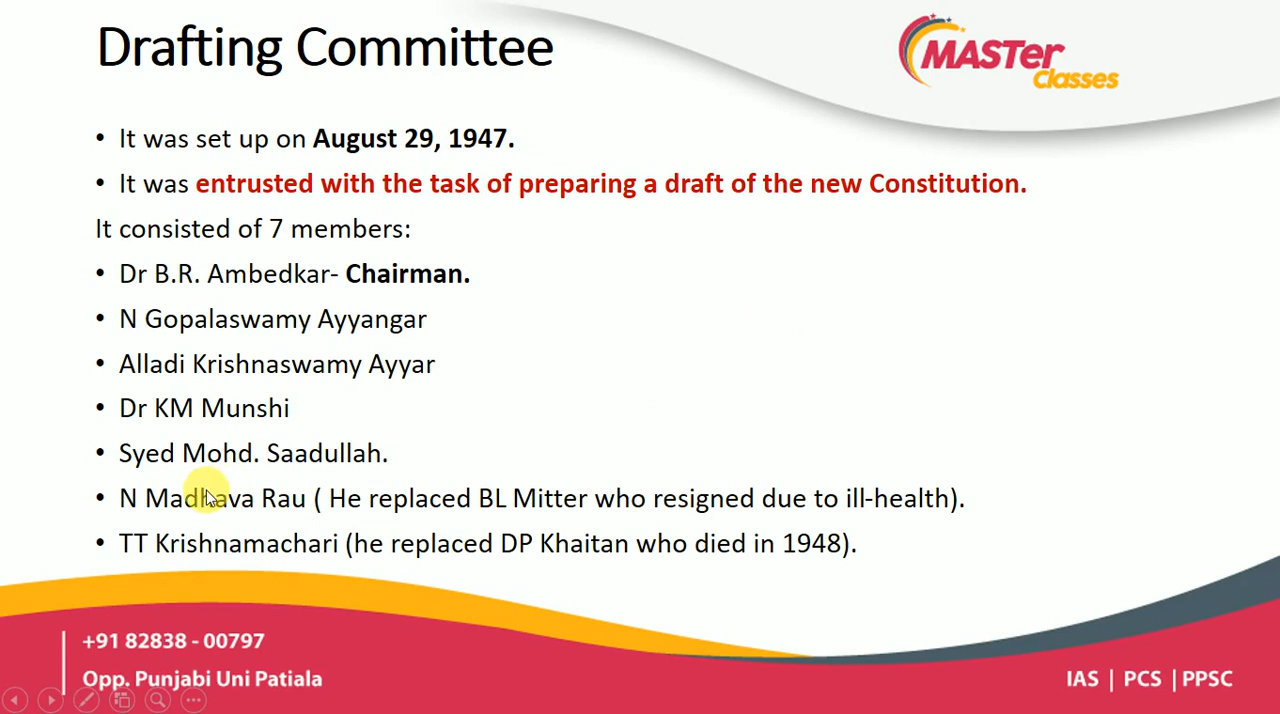 Drafting Committee
MASTer
Classes
• It was set up on August 29, 1947.
• It was entrusted with the task of preparing a draft of the new Constitution.
It consisted of 7 members:
• Dr B.R. Ambedkar- Chairman.
• N Gopalaswamy Ayyangar
• Alladi Krishnaswamy Ayyar
• Dr KM Munshi
• Syed Mohd. Saadullah.
• N Madhava Rau ( He replaced BL Mitter who resigned due to ill-health).
• TT Krishnamachari (he replaced DP Khaitan who died in 1948).
+91 82838 - 00797
Opp. Punjabi Uni Patiala
IAS | PCS | PPSC